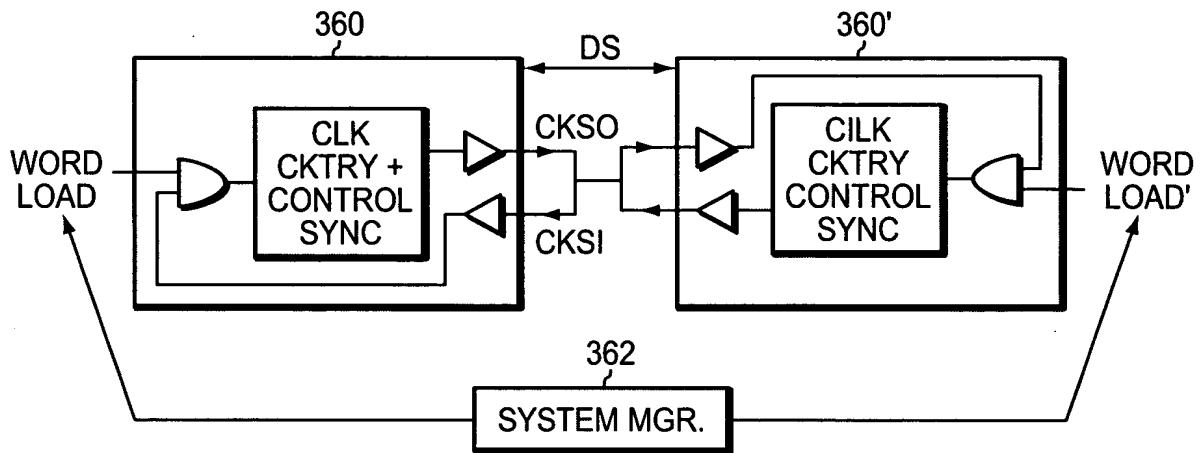 360
DS
360'
WORD
LOAD
CLK
CKTRY +
CONTROL
SYNC
CKSO
CKSI
CILK
CKTRY
CONTROL
SYNC
WORD
LOAD'
362
SYSTEM MGR.